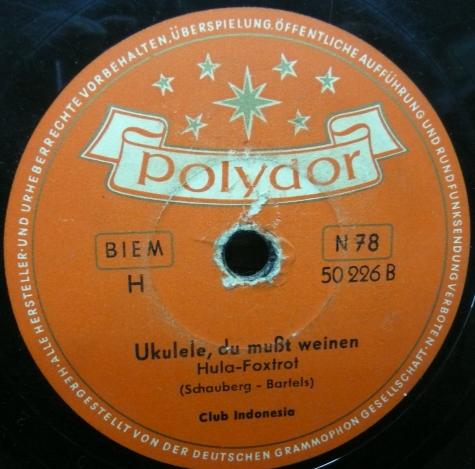 ALLE HERSTELLER- UND URHEBERRECHTE VORBEHALTEN. ÜBERSPIELUNG, ÖFFENTLICHE AUFFÜHRUNG UND RUNDFUNKSENDUNG VERBOTEN.
polydor
BIEM
N 78
H
50 226 B
Ukulele, du mußt weinen
Hula-Foxtrot
(Schauberg - Bartels)
Club Indonesia
HERGESTELLT VON DER DEUTSCHEN GRAMMOPHON GESELLSCHAFT